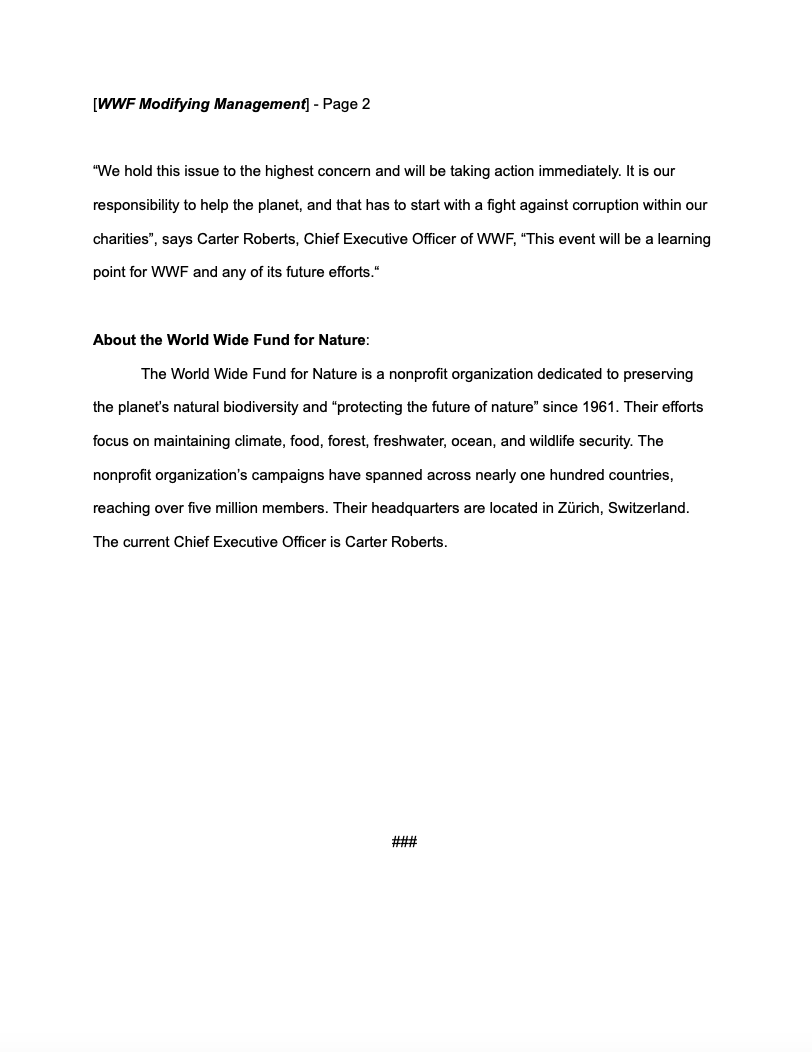 [WWF Modifying Management] - Page 2
“We hold this issue to the highest concern and will be taking action immediately. It is our
responsibility to help the planet, and that has to start with a fight against corruption within our
charities”, says Carter Roberts, Chief Executive Officer of WWF, “This event will be a learning
point for WWF and any of its future efforts.“
About the World Wide Fund for Nature:
The World Wide Fund for Nature is a nonprofit organization dedicated to preserving
the planet’s natural biodiversity and “protecting the future of nature” since 1961. Their efforts
focus on maintaining climate, food, forest, freshwater, ocean, and wildlife security. The
nonprofit organization’s campaigns have spanned across nearly one hundred countries,
reaching over five million members. Their headquarters are located in Zürich, Switzerland.
The current Chief Executive Officer is Carter Roberts.
###